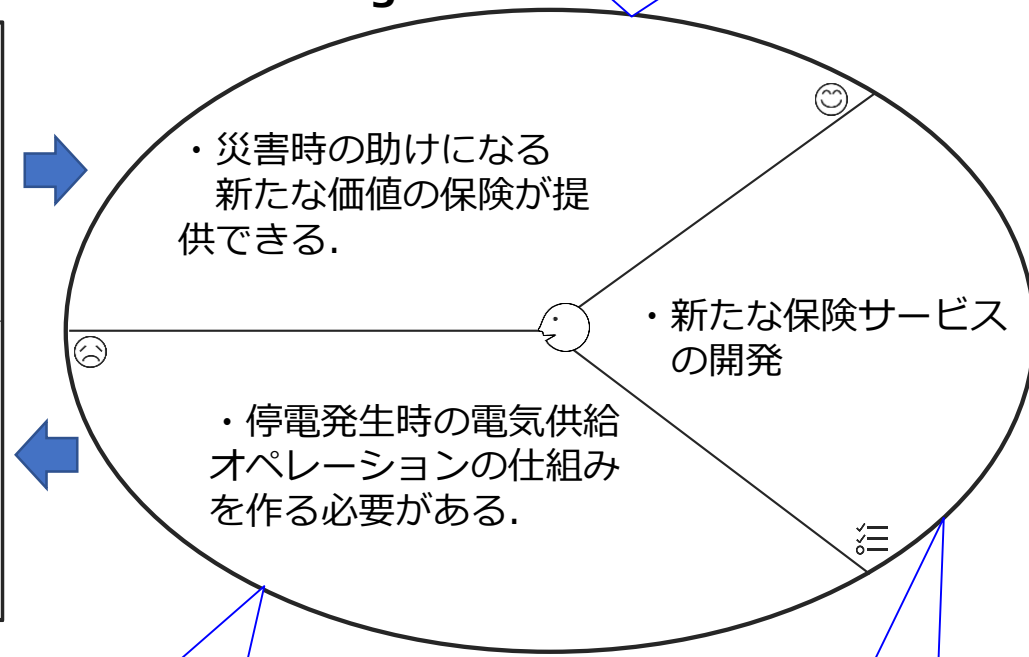 g
・災害時の助けになる
新たな価値の保険が提
供できる.
・新たな保険サービス
の開発
・停電発生時の電気供給
オペレーションの仕組み
を作る必要がある.